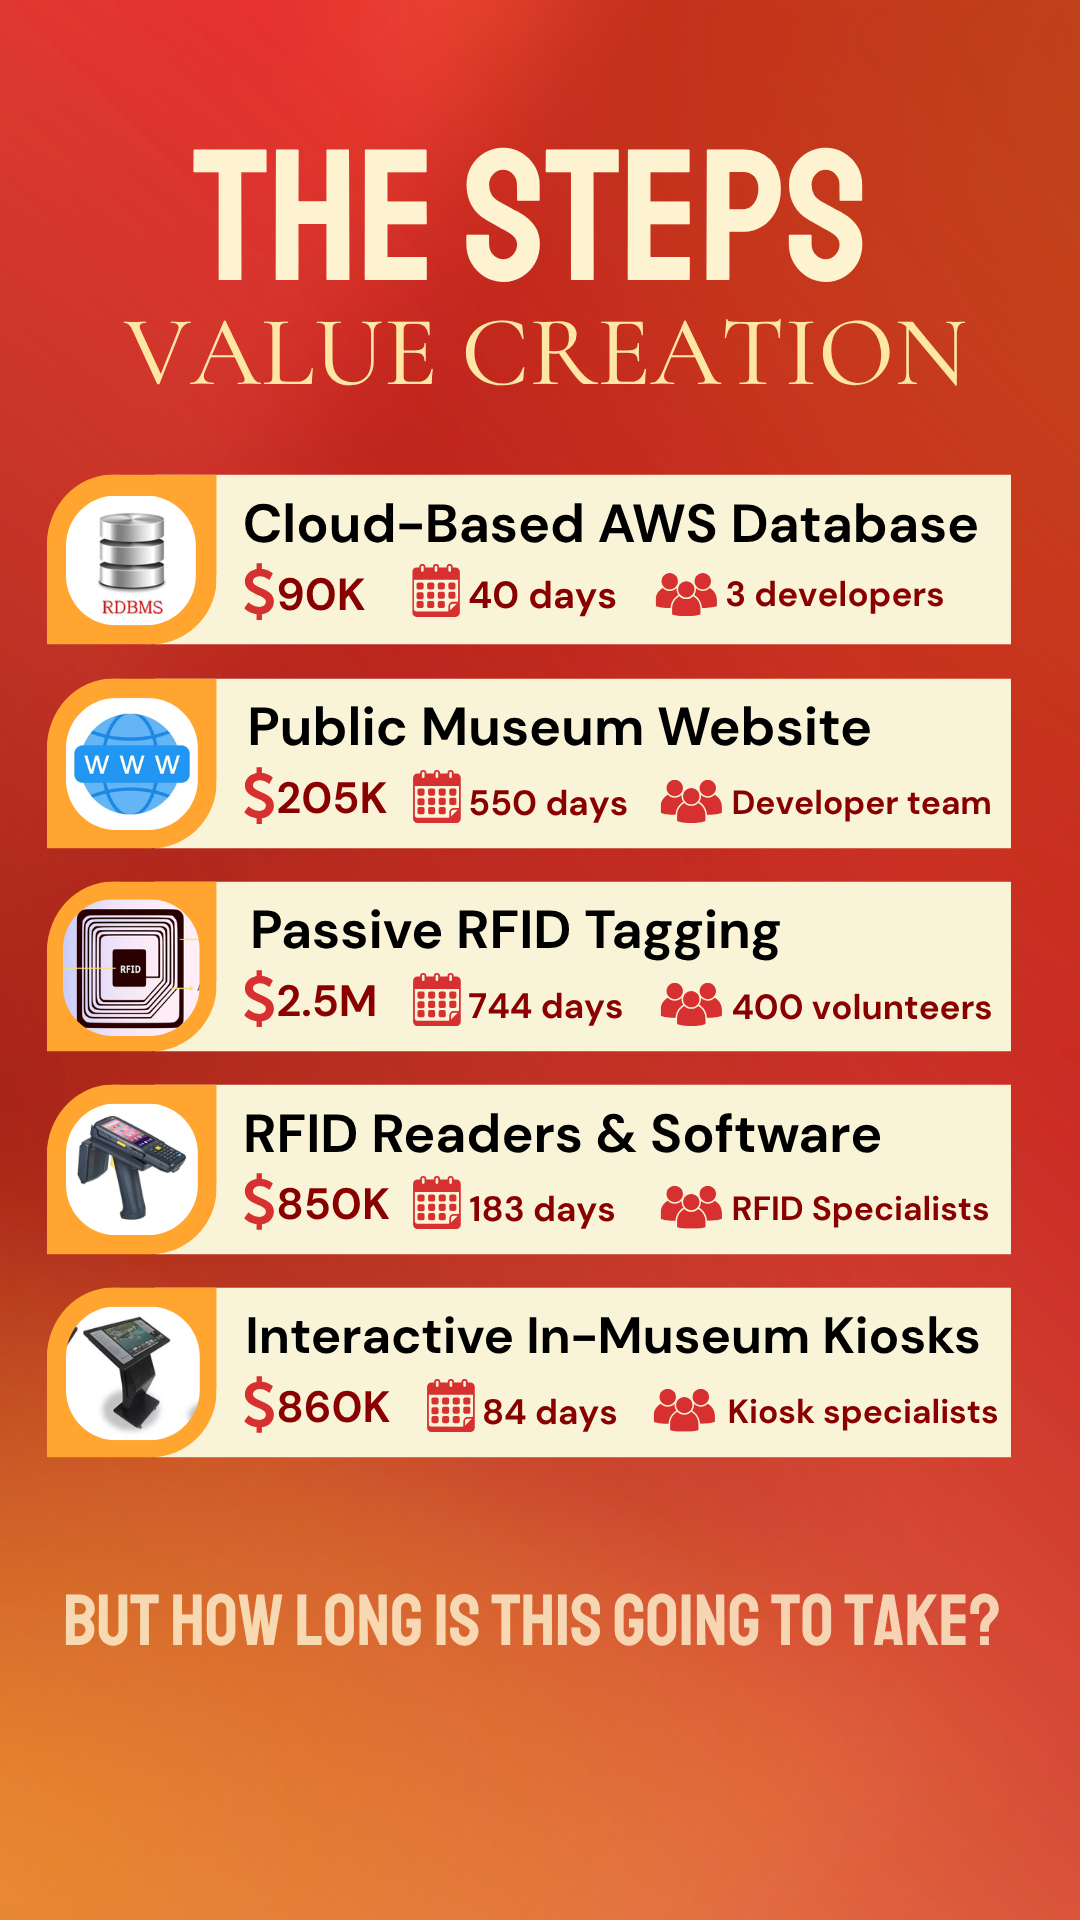 THE STEPS
VALUE CREATION
Cloud-Based AWS Database
RDBMS
$90K 40 days 3 developers
Public Museum Website
WWW
$205K 550 days Developer team
Passive RFID Tagging
RFID
$2.5M 744 days 400 volunteers
RFID Readers & Software
$850K 183 days RFID Specialists
Interactive In-Museum Kiosks
$860K 84 days Kiosk specialists
BUT HOW LONG IS THIS GOING TO TAKE?